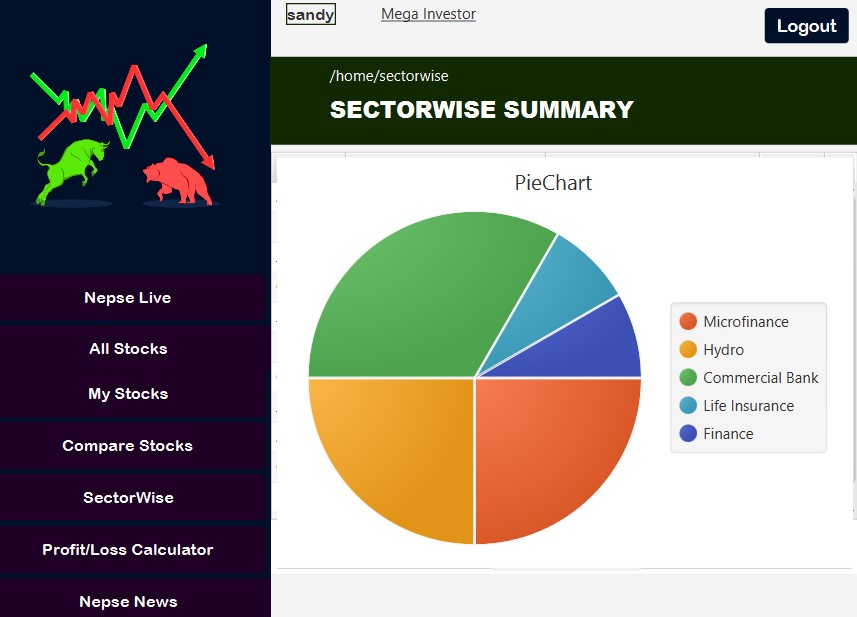 sandy
Mega Investor
Logout
/home/sectorwise
SECTORWISE SUMMARY
Nepse Live
All Stocks
My Stocks
Compare Stocks
SectorWise
Profit/Loss Calculator
Nepse News
PieChart
Microfinance
Hydro
Commercial Bank
Life Insurance
Finance